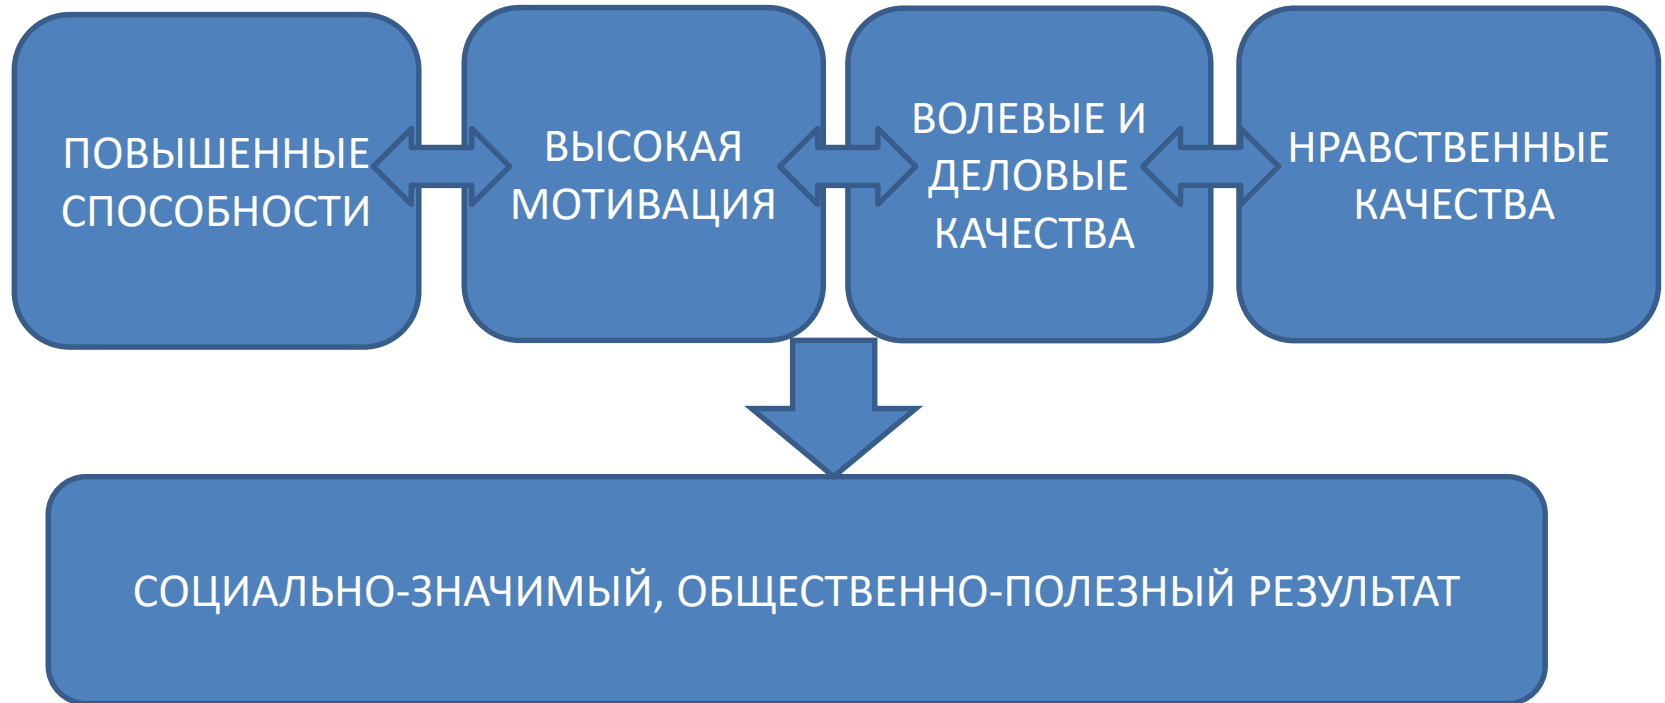 ПОВЫШЕННЫЕ
СПОСОБНОСТИ
ВЫСОКАЯ
МОТИВАЦИЯ
ВОЛЕВЫЕ И
ДЕЛОВЫЕ
КАЧЕСТВА
НРАВСТВЕННЫЕ
КАЧЕСТВА
СОЦИАЛЬНО-ЗНАЧИМЫЙ, ОБЩЕСТВЕННО-ПОЛЕЗНЫЙ РЕЗУЛЬТАТ